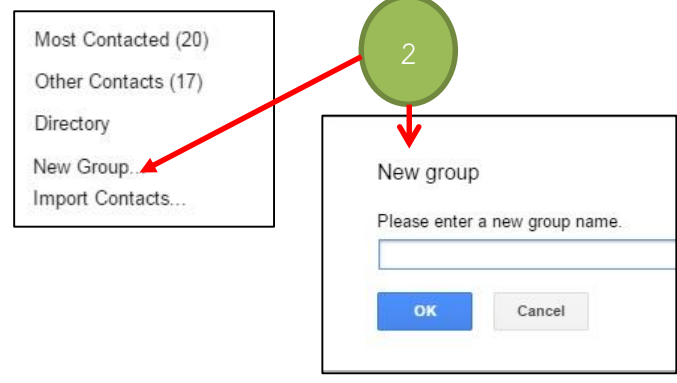 Most Contacted (20)
Other Contacts (17)
Directory
New Group...
Import Contacts...
2
New group
Please enter a new group name.
OK
Cancel